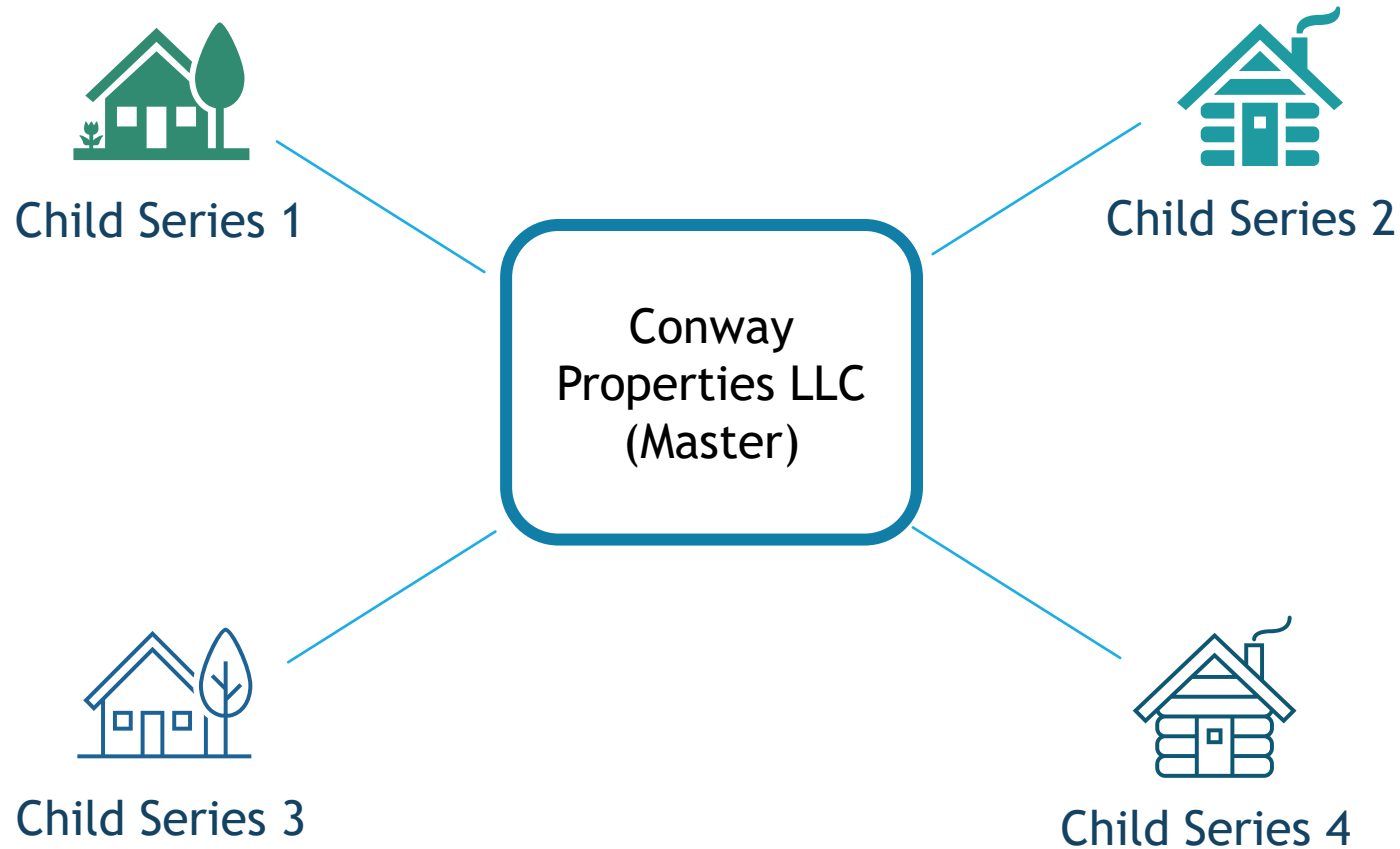 Child Series 1
Child Series 2
Conway
Properties LLC
(Master)
Child Series 3
Child Series 4